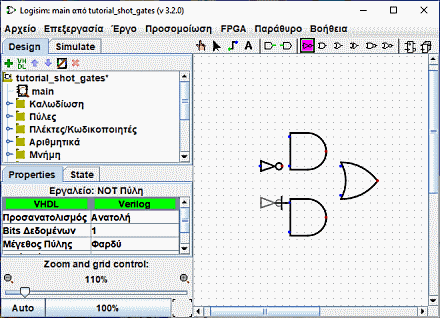 Logisim: main από tutorial_shot_gates (v 3.2.0)
Αρχείο Επεξεργασία Έργο Προσομοίωση FPGA Παράθυρο Βοήθεια
Design Simulate
A
VH
DL
tutorial_shot_gates*
main
Καλωδίωση
Πύλες
Πλέκτες/Κωδικοποιητές
Αριθμητικά
Μνήμη
Properties State
Εργαλείο: NOT Πύλη
VHDL Verilog
Προσανατολισμός Ανατολή
Bits Δεδομένων 1
Μέγεθος Πύλης Φαρδύ
Zoom and grid control:
110%
Auto 100%